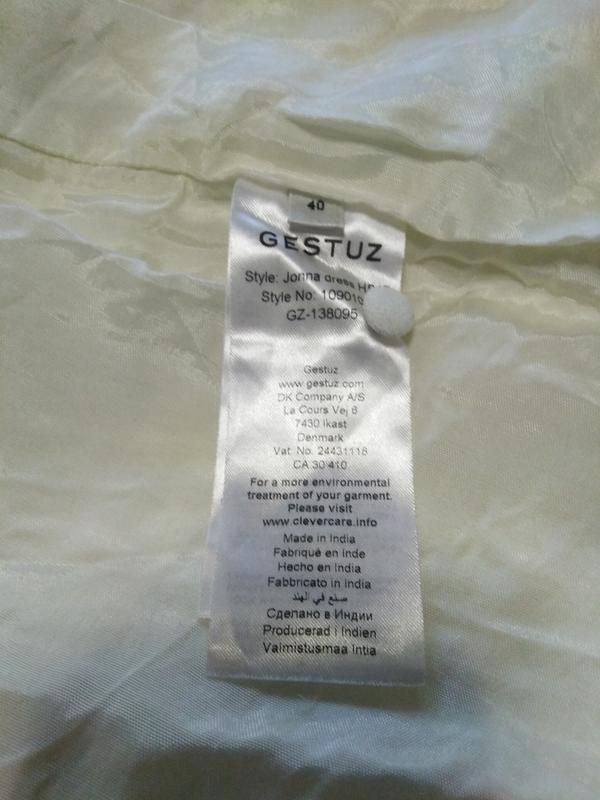 40
GESTUZ
Style: Jonna dress
Style No: 109010
GZ-138095
Gestuz
www.gestuz.com
DK Company A/S
La Cours Vej 6
7430 Ikast
Denmark
Vat. No. 24431118
CA 30 410
For a more environmental
treatment of your garment.
Please visit
www.clevercare.info
Made in India
Fabriqué en Inde
Hecho en India
Fabbricato in India
صنع في الهند
Сделано в Индии
Producerad i Indien
Valmistusmaa Intia